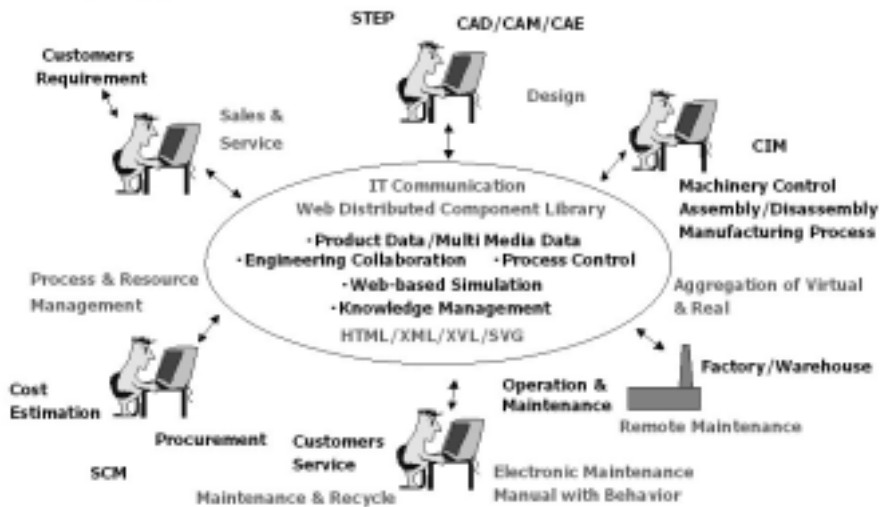 STEP
CAD/CAM/CAE
Customers
Requirement
Sales &
Service
Design
CIM
Machinery Control
Assembly/Disassembly
Manufacturing Process
IT Communication
Web Distributed Component Library
·Product Data/Multi Media Data
·Engineering Collaboration ·Process Control
·Web-based Simulation
·Knowledge Management
HTML/XML/XVL/SVG
Process & Resource
Management
Aggregation of Virtual
& Real
Factory/Warehouse
Remote Maintenance
Operation &
Maintenance
Cost
Estimation
Procurement
SCM
Customers
Service
Maintenance & Recycle
Electronic Maintenance
Manual with Behavior